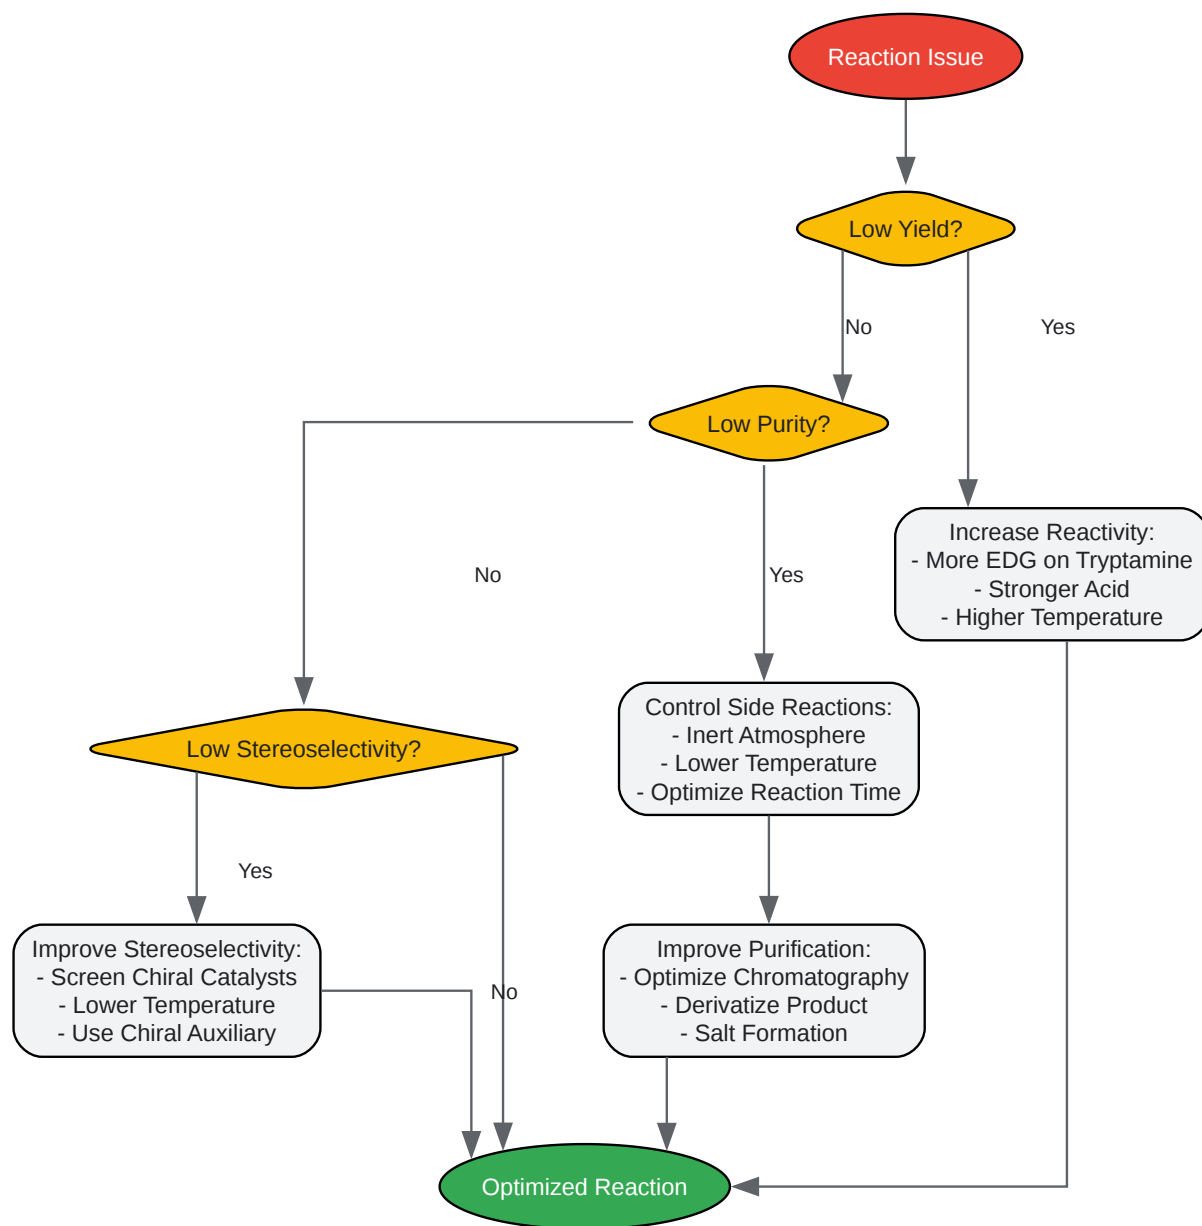 Reaction Issue
Low Yield?
No
Yes
Low Purity?
Increase Reactivity:
- More EDG on Tryptamine
- Stronger Acid
- Higher Temperature
No
Yes
Control Side Reactions:
- Inert Atmosphere
- Lower Temperature
- Optimize Reaction Time
Low Stereoselectivity?
Yes
Improve Stereoselectivity:
- Screen Chiral Catalysts
- Lower Temperature
- Use Chiral Auxiliary
No
Improve Purification:
- Optimize Chromatography
- Derivatize Product
- Salt Formation
Optimized Reaction